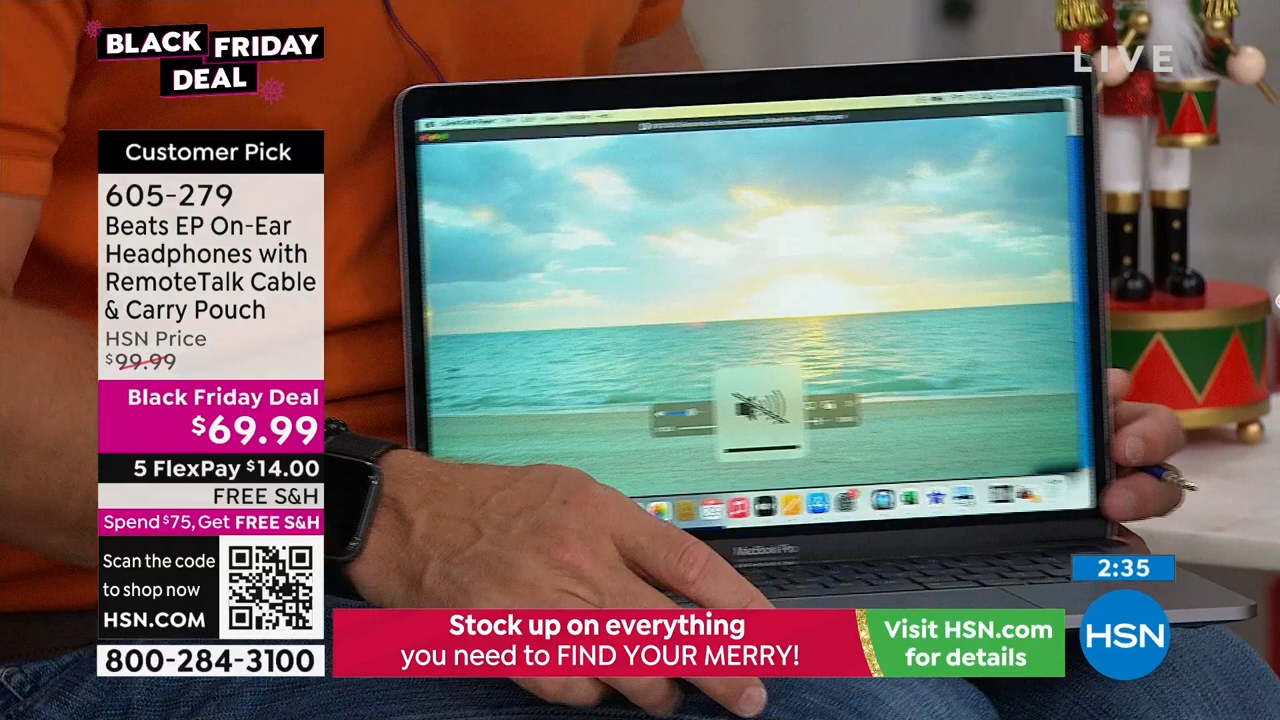 BLACK FRIDAY
DEAL
LIVE
Customer Pick
605-279
Beats EP On-Ear
Headphones with
RemoteTalk Cable
& Carry Pouch
HSN Price
$99.99
Black Friday Deal
$69.99
5 FlexPay $14.00
FREE S&H
Spend $75, Get FREE S&H
Scan the code
to shop now
HSN.COM
800-284-3100
MacBook Pro
2:35
Stock up on everything
you need to FIND YOUR MERRY!
Visit HSN.com
for details
HSN